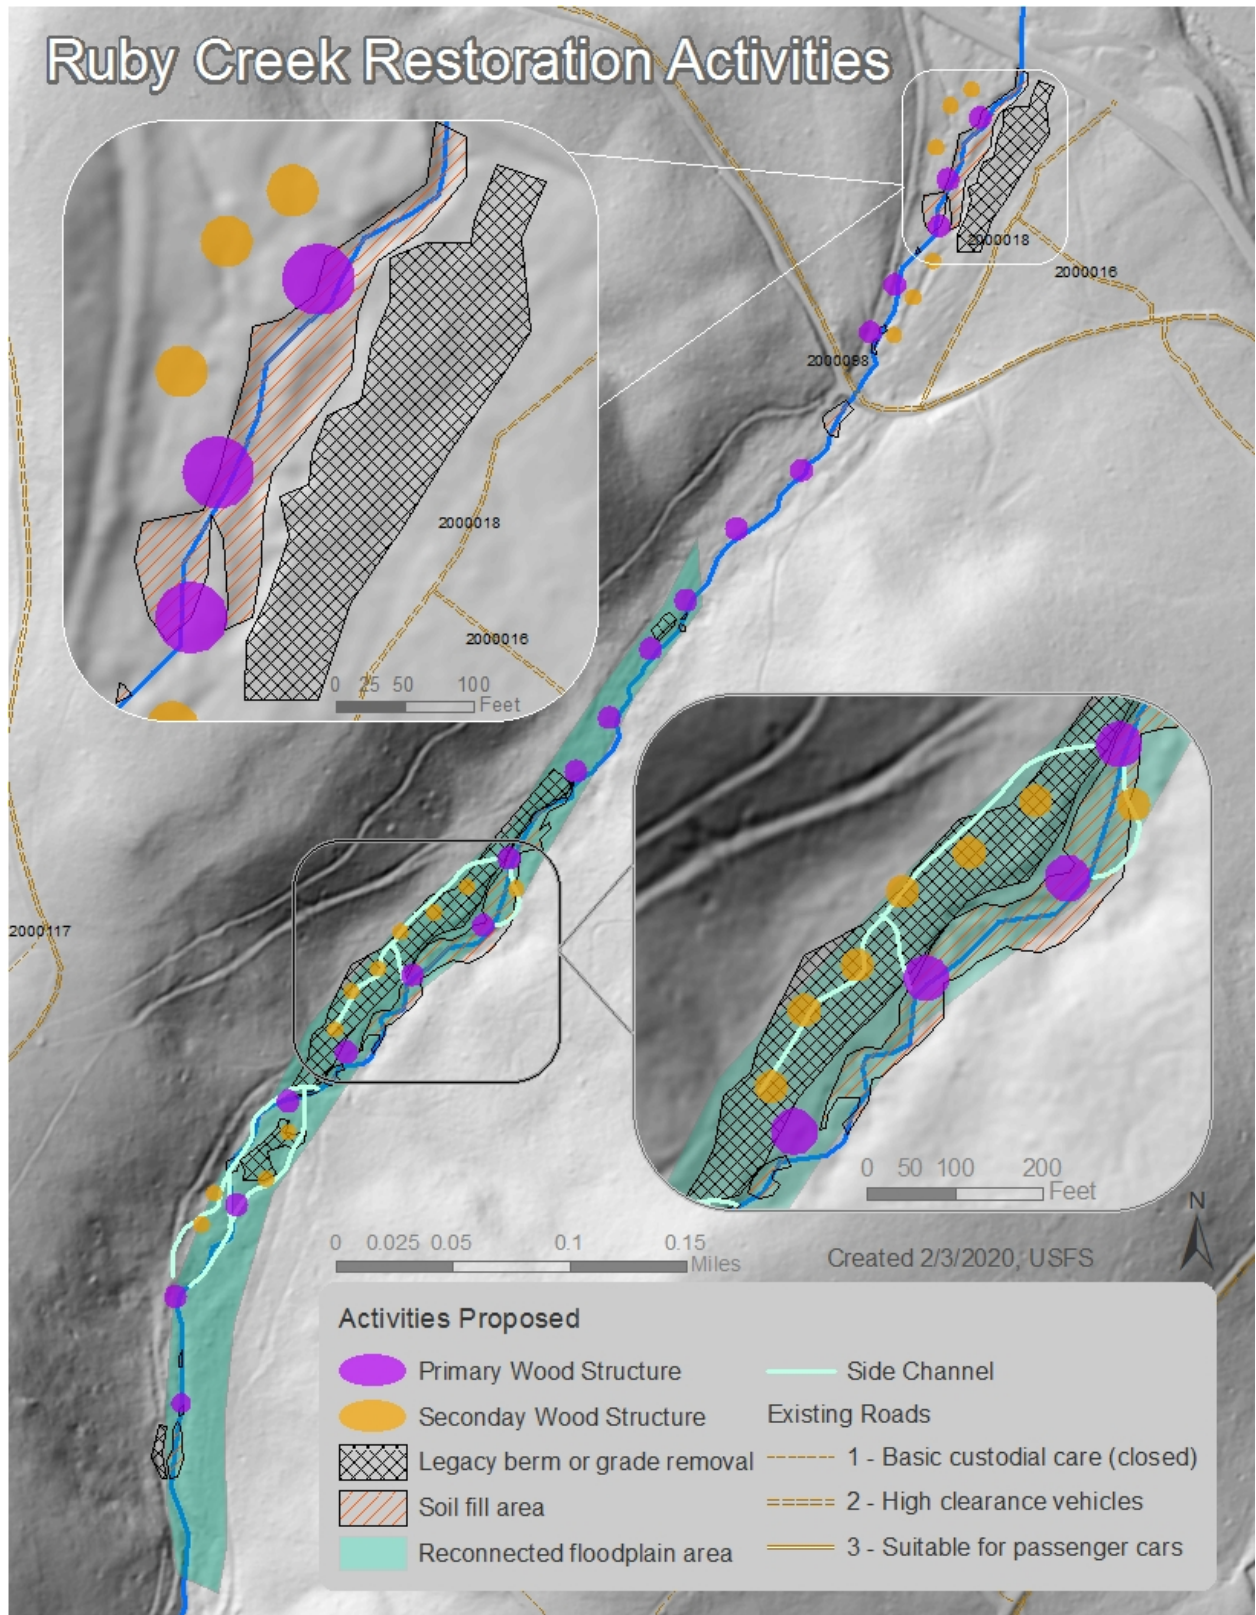 Ruby Creek Restoration Activities
2000018
2000016
2000098
2000018
2000016
0 25 50 100
Feet
2000117
0 50 100 200
Feet
N
0 0.025 0.05 0.1 0.15
Miles
Created 2/3/2020, USFS
Activities Proposed
Primary Wood Structure
Seconday Wood Structure
Legacy berm or grade removal
Soil fill area
Reconnected floodplain area
Side Channel
Existing Roads
1 - Basic custodial care (closed)
2 - High clearance vehicles
3 - Suitable for passenger cars